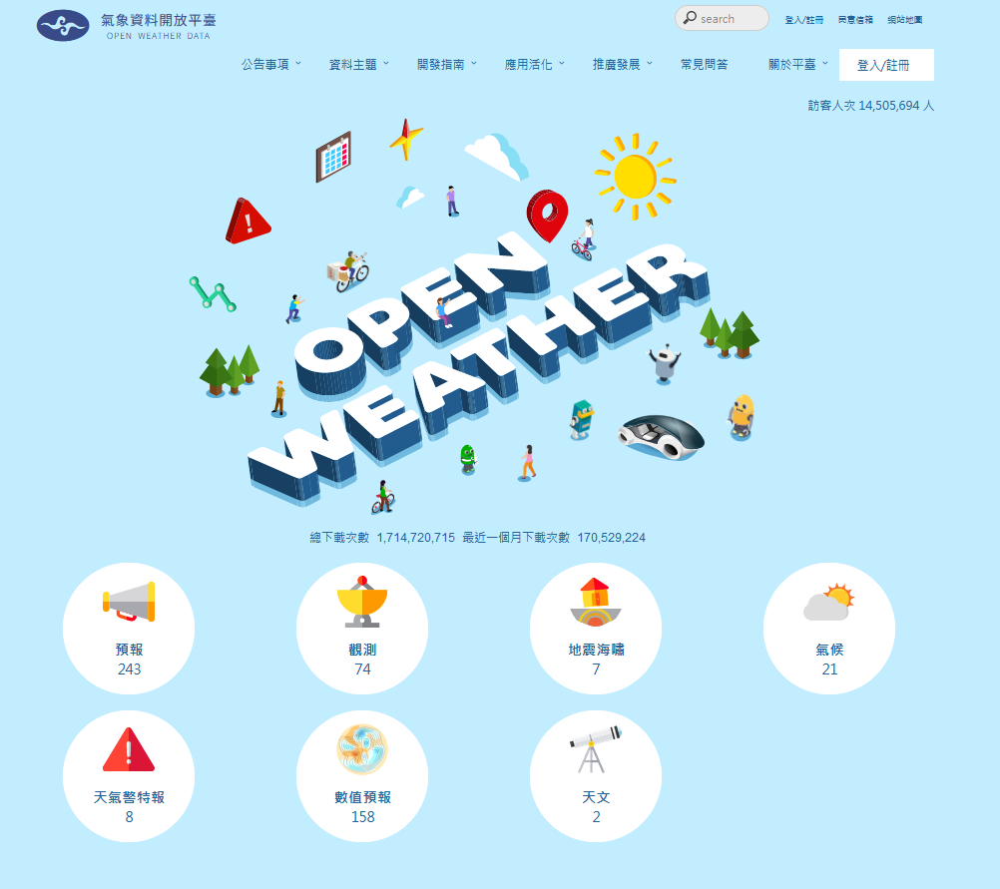 氣象資料開放平臺
OPEN WEATHER DATA
search
登入/註冊 民意信箱 網站地圖
公告事項 資料主題 開發指南 應用活化 推廣發展 常見問答 關於平臺 登入/註冊
訪客人次 14,505,694 人
OPEN
WEATHER
總下載次數 1,714,720,715 最近一個月下載次數 170,529,224
預報
243
觀測
74
地震海嘯
7
氣候
21
天氣警特報
8
數值預報
158
天文
2